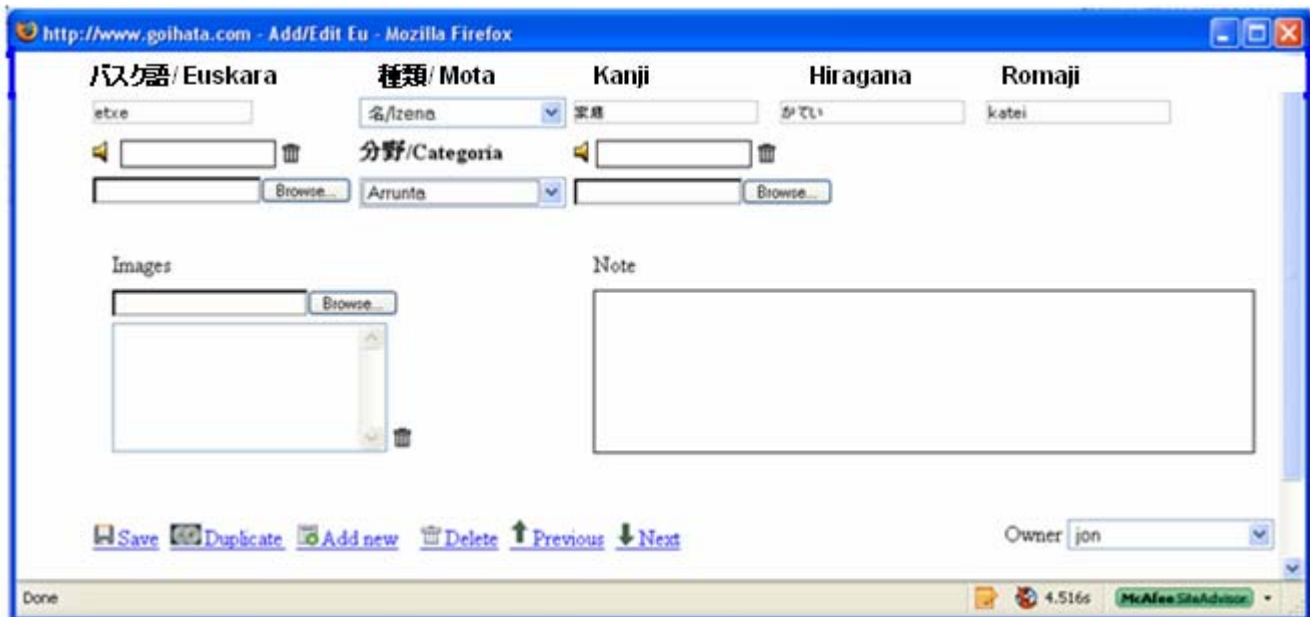 http://www.goihata.com - Add/Edit Eu - Mozilla Firefox
バスク語/ Euskara 種類/ Mota Kanji Hiragana Romaji
etxe 名/Izena 家庭 かてい katei
分野/Categoria
Browse... Arrunta Browse...
Images Note
Browse...
Save Duplicate Add new Delete Previous Next Owner jon
Done 4.516s McAfee SiteAdvisor